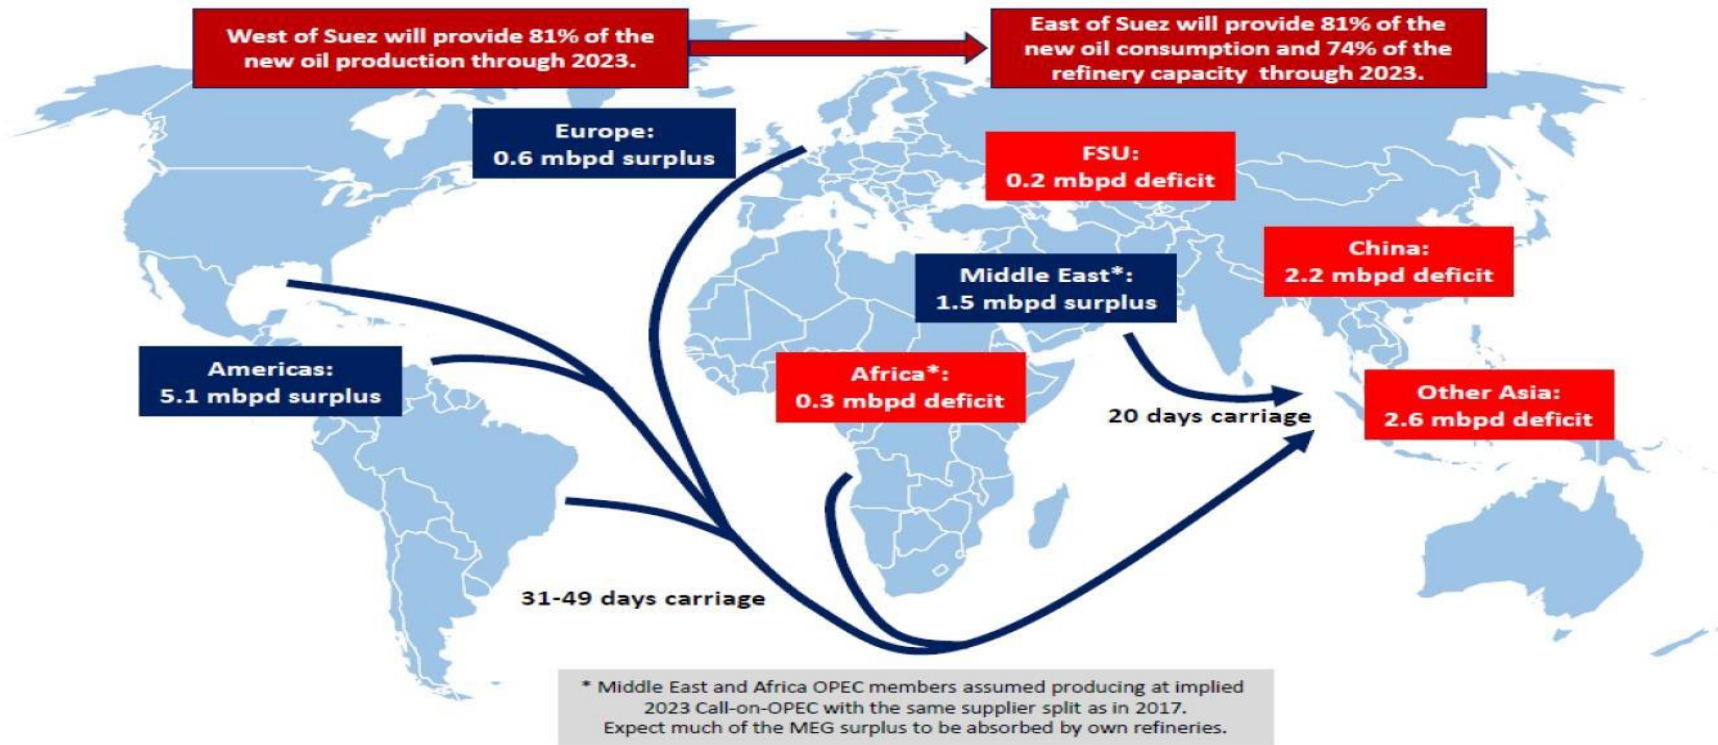 West of Suez will provide 81% of the
new oil production through 2023.
East of Suez will provide 81% of the
new oil consumption and 74% of the
refinery capacity through 2023.
Europe:
0.6 mbpd surplus
FSU:
0.2 mbpd deficit
China:
2.2 mbpd deficit
Middle East*:
1.5 mbpd surplus
Americas:
5.1 mbpd surplus
Africa*:
0.3 mbpd deficit
Other Asia:
2.6 mbpd deficit
20 days carriage
31-49 days carriage
* Middle East and Africa OPEC members assumed producing at implied
2023 Call-on-OPEC with the same supplier split as in 2017.
Expect much of the MEG surplus to be absorbed by own refineries.